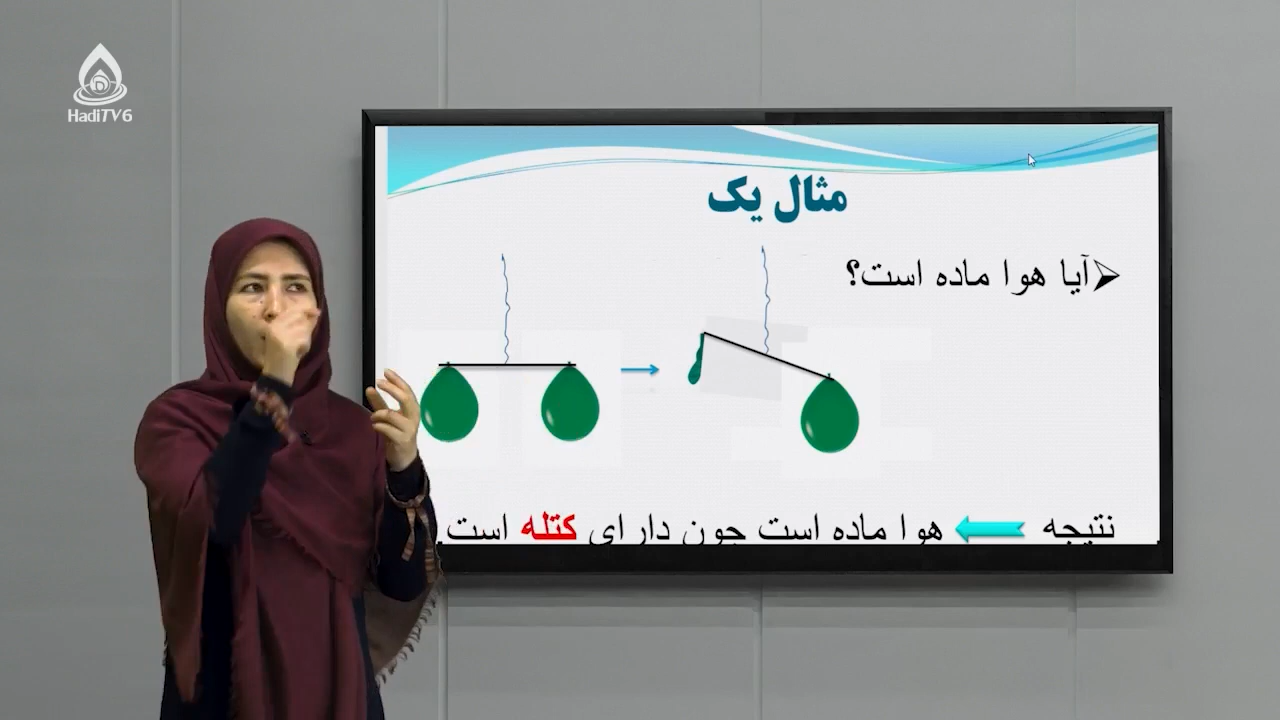 HadiTV6
مثال یک
آیا هوا ماده است؟
نتیجه هوا ماده است چون دارای کتله است.